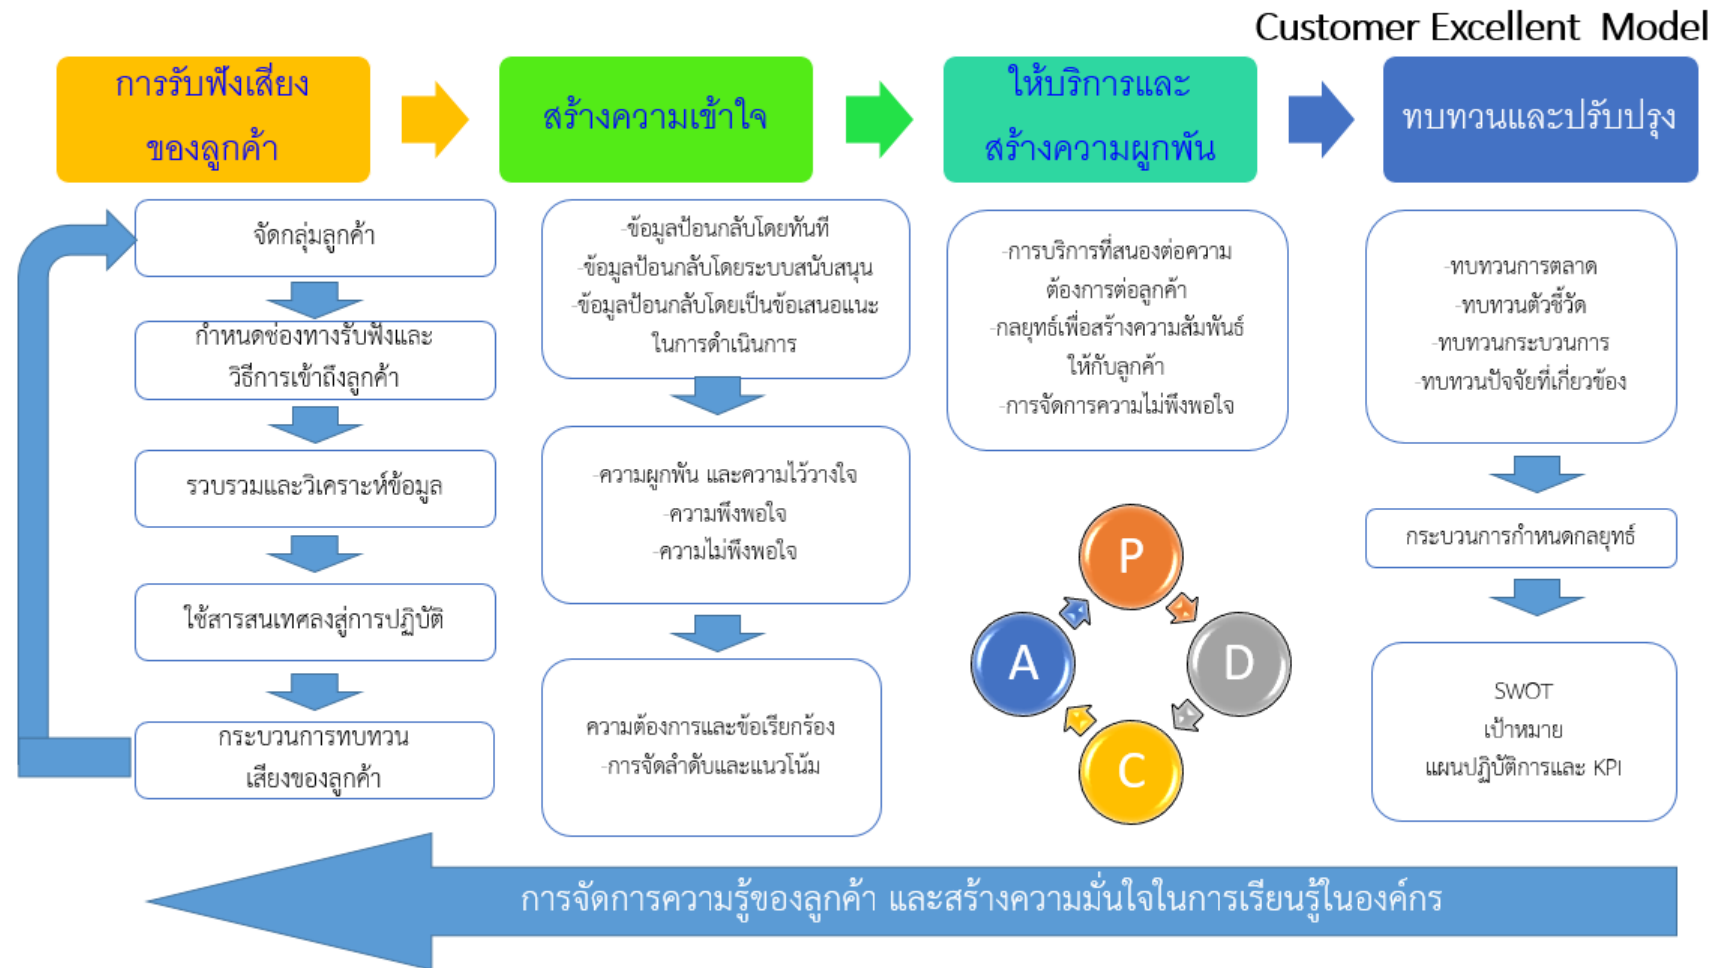 Customer Excellent Model
การรับฟังเสียง
ของลูกค้า
สร้างความเข้าใจ
ให้บริการและ
สร้างความผูกพัน
ทบทวนและปรับปรุง
จัดกลุ่มลูกค้า
กำหนดช่องทางรับฟังและ
วิธีการเข้าถึงลูกค้า
รวบรวมและวิเคราะห์ข้อมูล
ใช้สารสนเทศลงสู่การปฏิบัติ
กระบวนการทบทวน
เสียงของลูกค้า
-ข้อมูลป้อนกลับโดยทันที
-ข้อมูลป้อนกลับโดยระบบสนับสนุน
-ข้อมูลป้อนกลับโดยเป็นข้อเสนอแนะ
ในการดำเนินการ
-ความผูกพัน และความไว้วางใจ
-ความพึงพอใจ
-ความไม่พึงพอใจ
ความต้องการและข้อเรียกร้อง
-การจัดลำดับและแนวโน้ม
-การบริการที่สนองต่อความ
ต้องการต่อลูกค้า
-กลยุทธ์เพื่อสร้างความสัมพันธ์
ให้กับลูกค้า
-การจัดการความไม่พึงพอใจ
P
D
C
A
-ทบทวนการตลาด
-ทบทวนตัวชี้วัด
-ทบทวนกระบวนการ
-ทบทวนปัจจัยที่เกี่ยวข้อง
กระบวนการกำหนดกลยุทธ์
SWOT
เป้าหมาย
แผนปฏิบัติการและ KPI
การจัดการความรู้ของลูกค้า และสร้างความมั่นใจในการเรียนรู้ในองค์กร